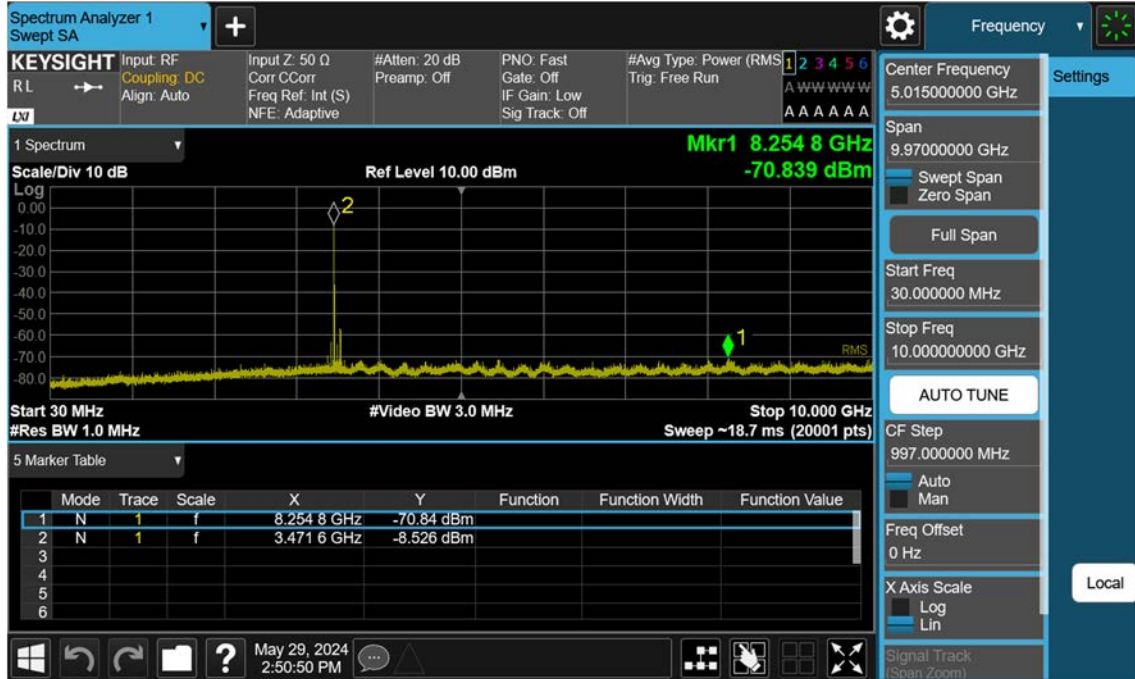 Spectrum Analyzer 1
Swept SA
Frequency
KEYSIGHT
R L
LXI
Input: RF
Coupling: DC
Align: Auto
Input Z: 50 Ω
Corr CCorr
Freq Ref: Int (S)
NFE: Adaptive
#Atten: 20 dB
Preamp: Off
PNO: Fast
Gate: Off
IF Gain: Low
Sig Track: Off
#Avg Type: Power (RMS
Trig: Free Run
1 2 3 4 5 6
A W W W W W
A A A A A A
Center Frequency
5.015000000 GHz
Settings
1 Spectrum
Mkr1 8.254 8 GHz
Scale/Div 10 dB
Ref Level 10.00 dBm
-70.839 dBm
Log
0.00
-10.0
-20.0
-30.0
-40.0
-50.0
-60.0
-70.0
-80.0
2
1
RMS
Start 30 MHz
#Video BW 3.0 MHz
Stop 10.000 GHz
#Res BW 1.0 MHz
Sweep ~18.7 ms (20001 pts)
Span
9.97000000 GHz
Swept Span
Zero Span
Full Span
Start Freq
30.000000 MHz
Stop Freq
10.000000000 GHz
AUTO TUNE
CF Step
997.000000 MHz
Auto
Man
Freq Offset
0 Hz
X Axis Scale
Log
Lin
Signal Track
(Span Zoom)
Local
5 Marker Table
Mode Trace Scale X Y Function Function Width Function Value
1 N 1 f 8.254 8 GHz -70.84 dBm
2 N 1 f 3.471 6 GHz -8.526 dBm
3
4
5
6
?
May 29, 2024
2:50:50 PM